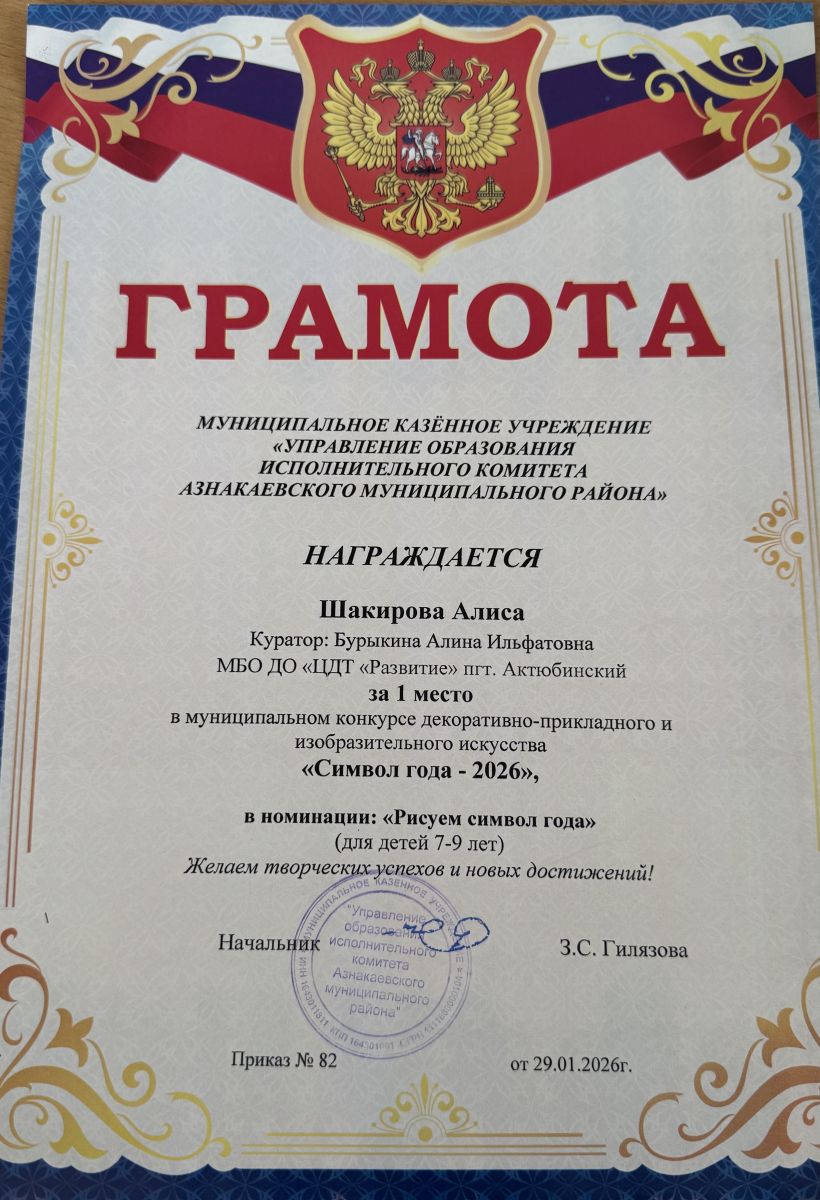 ГРАМОТА
МУНИЦИПАЛЬНОЕ КАЗЁННОЕ УЧРЕЖДЕНИЕ
«УПРАВЛЕНИЕ ОБРАЗОВАНИЯ
ИСПОЛНИТЕЛЬНОГО КОМИТЕТА
АЗНАКАЕВСКОГО МУНИЦИПАЛЬНОГО РАЙОНА»
НАГРАЖДАЕТСЯ
Шакирова Алиса
Куратор: Бурыкина Алина Ильфатовна
МБО ДО «ЦДТ «Развитие» пгт. Актюбинский
за 1 место
в муниципальном конкурсе декоративно-прикладного и
изобразительного искусства
«Символ года - 2026»,
в номинации: «Рисуем символ года»
(для детей 7-9 лет)
Желаем творческих успехов и новых достижений!
Начальник З.С. Гилязова
МУНИЦИПАЛЬНОЕ КАЗЕННОЕ
"Управление
образования
исполнительного
комитета
Азнакаевского
муниципального
района"
Приказ № 82 от 29.01.2026г.